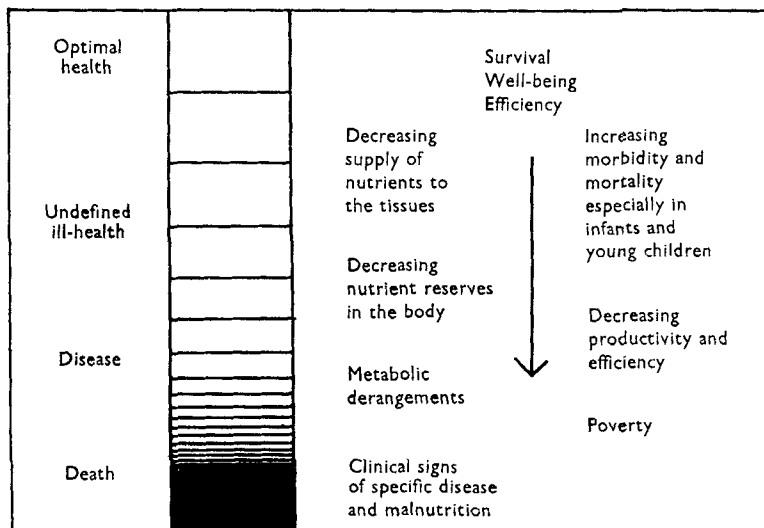 Optimal
health
Undefined
ill-health
Disease
Death
Decreasing
supply of
nutrients to
the tissues
Decreasing
nutrient reserves
in the body
Metabolic
derangements
Clinical signs
of specific disease
and malnutrition
Survival
Well-being
Efficiency
Increasing
morbidity and
mortality
especially in
infants and
young children
Decreasing
productivity and
efficiency
Poverty